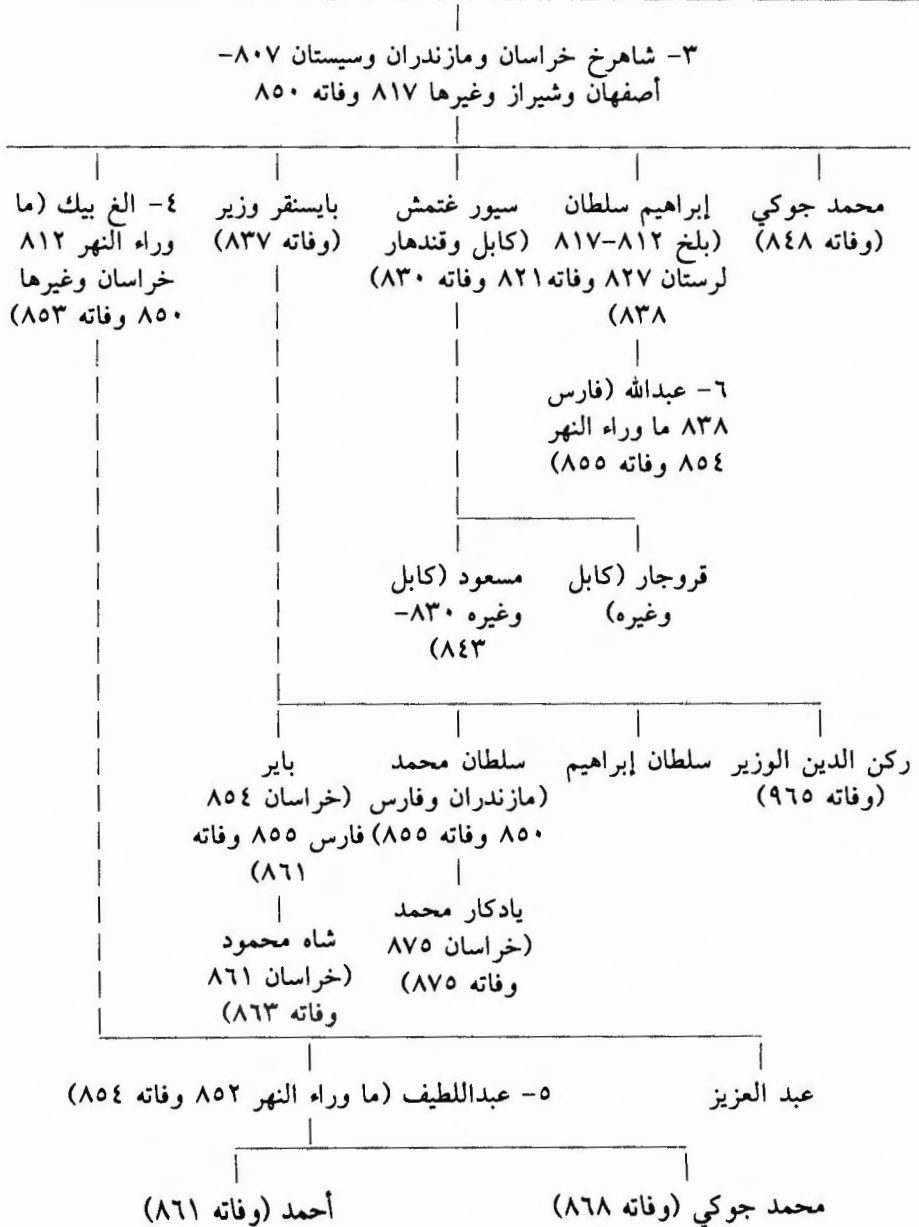 ٣- شاهرخ خراسان ومازندران وسيستان ٨٠٧-
أصفهان وشيراز وغيرها ٨١٧ وفاته ٨٥٠
محمد جوكي
(وفاته ٨٤٨)
إبراهيم سلطان
(بلخ ٨١٢-٨١٧
لرستان ٨٢٧ وفاته
٨٣٨)
سيور غتمش
(كابل وقندهار
٨٢١ وفاته ٨٣٠)
بايسنقر وزير
(وفاته ٨٣٧)
٤- الغ بيك (ما
وراء النهر ٨١٢
خراسان وغيرها
٨٥٠ وفاته ٨٥٣)
٦- عبدالله (فارس
٨٣٨ ما وراء النهر
٨٥٤ وفاته ٨٥٥)
قروجار (كابل
وغيره)
مسعود (كابل
وغيره ٨٣٠-
٨٤٣)
ركن الدين الوزير
(وفاته ٩٦٥)
سلطان إبراهيم
سلطان محمد
(مازندران وفارس
٨٥٠ وفاته ٨٥٥)
باير
(خراسان ٨٥٤
فارس ٨٥٥ وفاته
٨٦١)
يادكار محمد
(خراسان ٨٧٥
وفاته ٨٧٥)
شاه محمود
(خراسان ٨٦١
وفاته ٨٦٣)
عبد العزيز
٥- عبداللطيف (ما وراء النهر ٨٥٢ وفاته ٨٥٤)
محمد جوكي (وفاته ٨٦٨)
أحمد (وفاته ٨٦١)